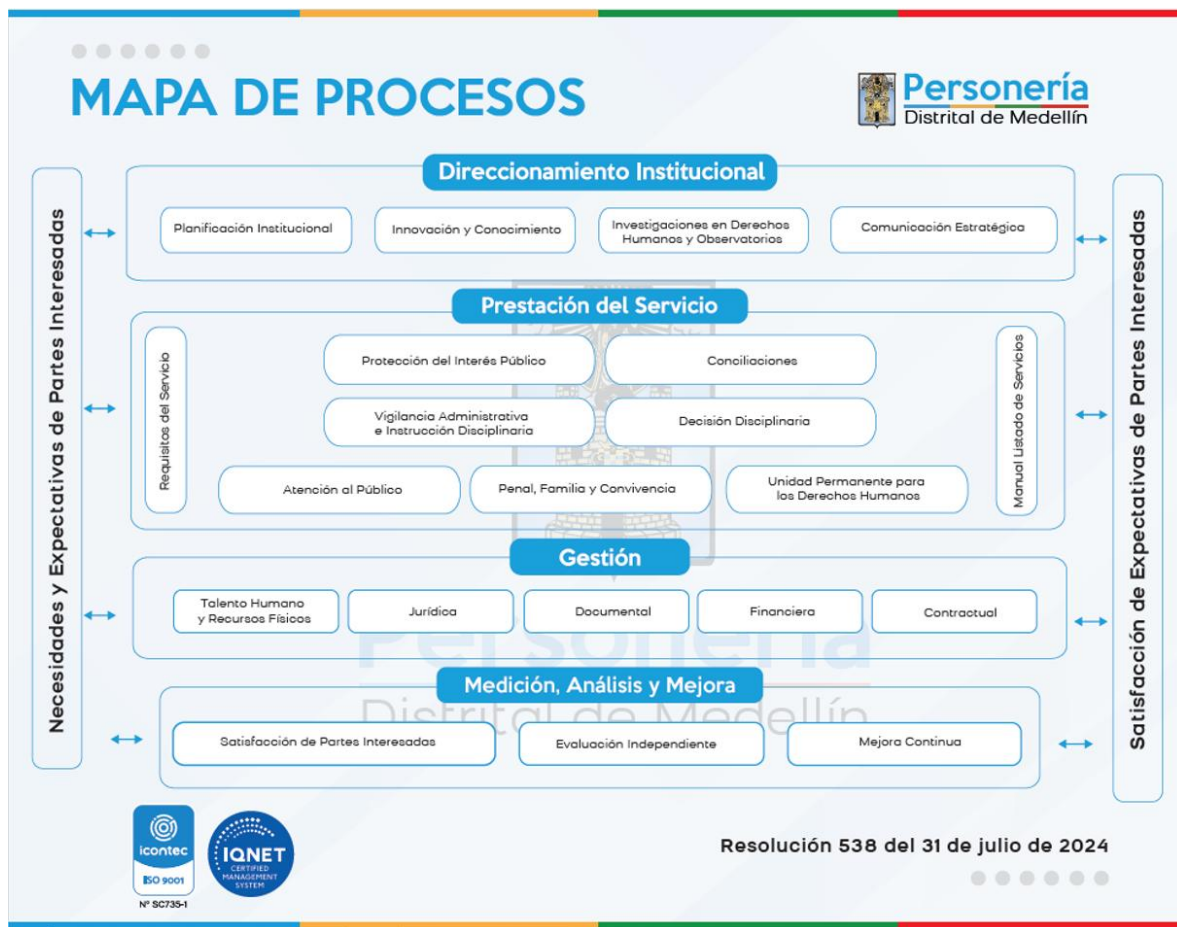 MAPA DE PROCESOS
Personería
Distrital de Medellín
Necesidades y Expectativas de Partes Interesadas
Direccionamiento Institucional
Planificación Institucional
Innovación y Conocimiento
Investigaciones en Derechos
Humanos y Observatorios
Comunicación Estratégica
Prestación del Servicio
Requisitos del Servicio
Protección del Interés Público
Conciliaciones
Vigilancia Administrativa
e Instrucción Disciplinaria
Decisión Disciplinaria
Atención al Público
Penal, Familia y Convivencia
Unidad Permanente para
los Derechos Humanos
Manual Listado de Servicios
Gestión
Talento Humano
y Recursos Físicos
Jurídica
Documental
Financiera
Contractual
Personería
Distrital de Medellín
Medición, Análisis y Mejora
Satisfacción de Partes Interesadas
Evaluación Independiente
Mejora Continua
Satisfacción de Expectativas de Partes Interesadas
icontec
ISO 9001
N° SC735-1
IQNET
CERTIFIED
MANAGEMENT
SYSTEM
Resolución 538 del 31 de julio de 2024